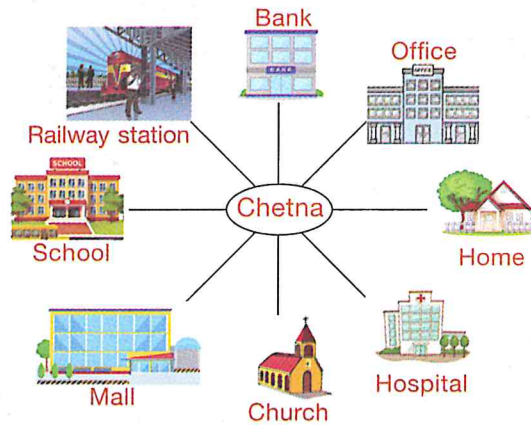 Bank
Office
OFFICE
BANK
Railway station
SCHOOL
Chetna
School
Home
Mall
Hospital
Church